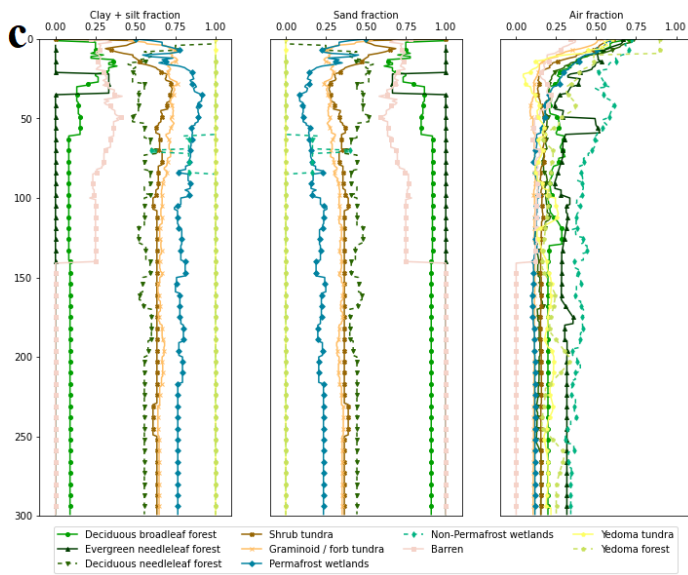 c
Clay + silt fraction Sand fraction Air fraction
0.00 0.25 0.50 0.75 1.00 0.00 0.25 0.50 0.75 1.00 0.00 0.25 0.50 0.75 1.00
0
50
100
150
200
250
300
Deciduous broadleaf forest Shrub tundra Non-Permafrost wetlands Yedoma tundra
Evergreen needleleaf forest Graminoid / forb tundra Barren Yedoma forest
Deciduous needleleaf forest Permafrost wetlands